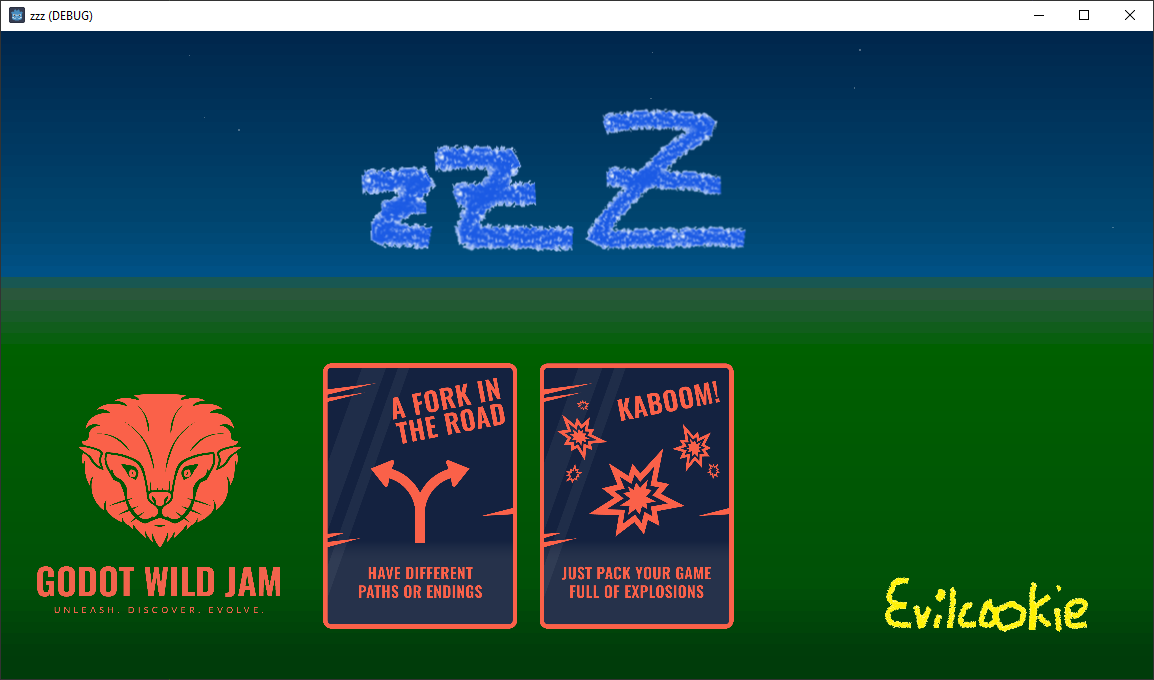 zzz (DEBUG)
zzZ
A FORK IN
THE ROAD
KABOOM!
HAVE DIFFERENT
PATHS OR ENDINGS
JUST PACK YOUR GAME
FULL OF EXPLOSIONS
GODOT WILD JAM
UNLEASH. DISCOVER. EVOLVE.
Evilcookie